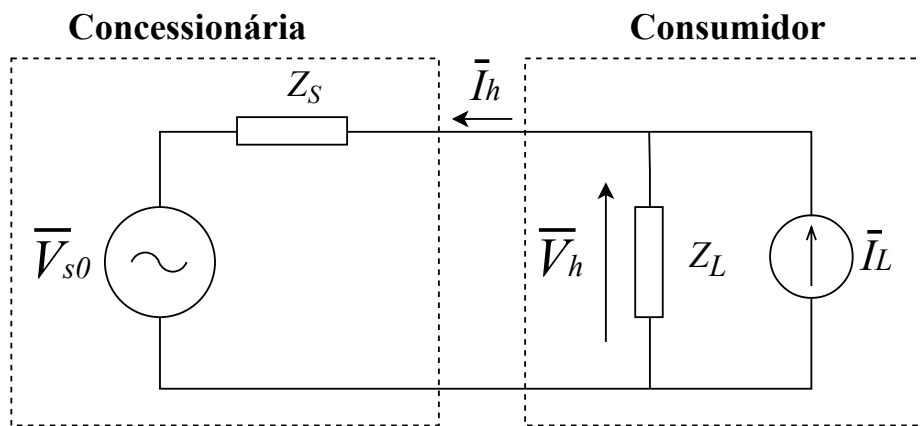 Concessionária
Consumidor
Z_S
Ī_h
V̅_s0
V̅_h
Z_L
Ī_L